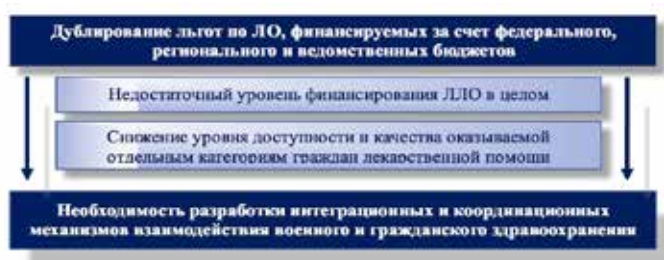 Дублирование льгот по ЛО, финансируемых за счет федерального,
регионального и ведомственных бюджетов
Недостаточный уровень финансирования ЛЛО в целом
Снижение уровня доступности и качества оказываемой
отдельным категориям граждан лекарственной помощи
Необходимость разработки интеграционных и координационных
механизмов взаимодействия военного и гражданского здравоохранения